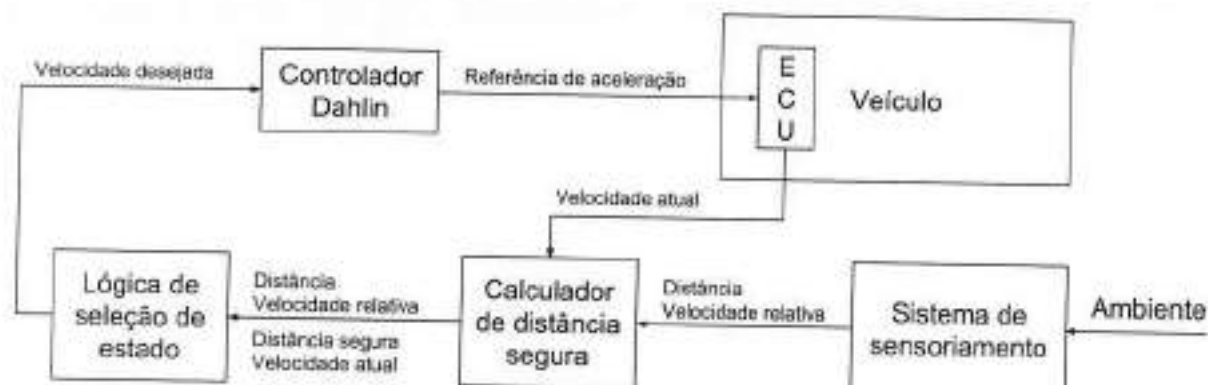 Velocidade desejada
Controlador
Dahlin
Referência de aceleração
E
C
U
Veículo
Velocidade atual
Lógica de
seleção de
estado
Distância
Velocidade relativa
Distância segura
Velocidade atual
Calculador
de distância
segura
Distância
Velocidade relativa
Sistema de
sensoriamento
Ambiente